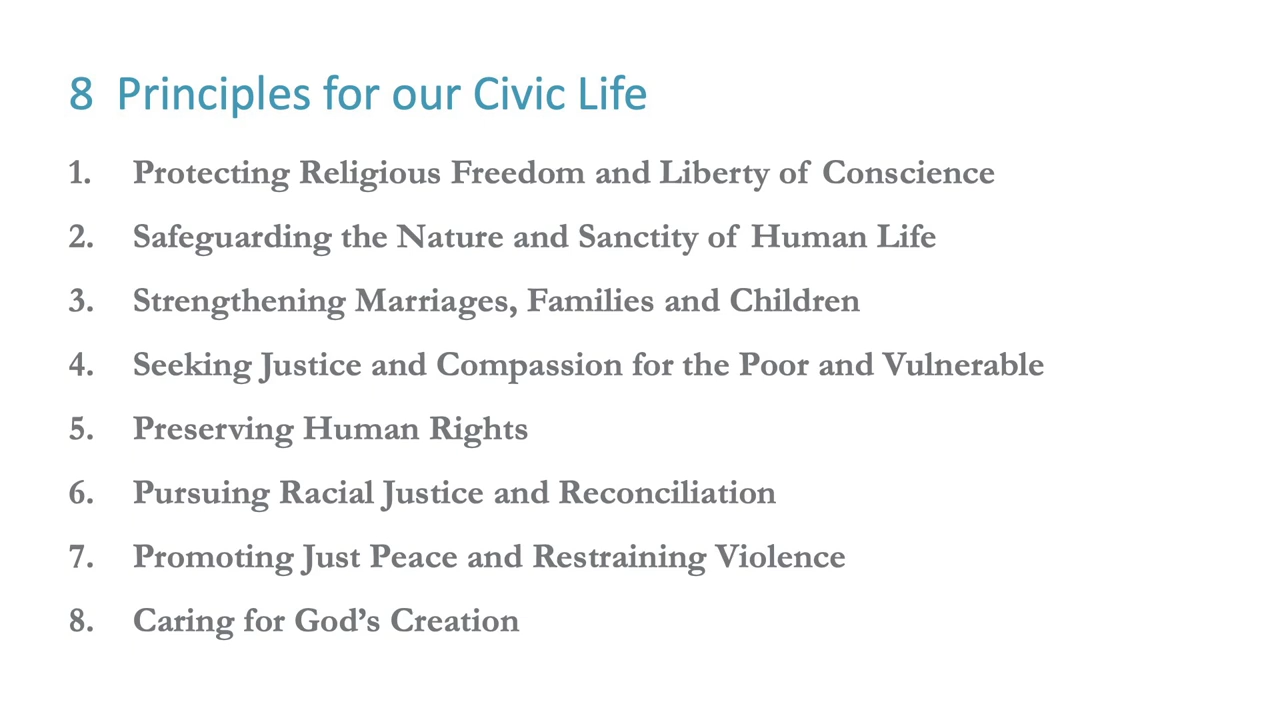 8 Principles for our Civic Life
1. Protecting Religious Freedom and Liberty of Conscience
2. Safeguarding the Nature and Sanctity of Human Life
3. Strengthening Marriages, Families and Children
4. Seeking Justice and Compassion for the Poor and Vulnerable
5. Preserving Human Rights
6. Pursuing Racial Justice and Reconciliation
7. Promoting Just Peace and Restraining Violence
8. Caring for God’s Creation